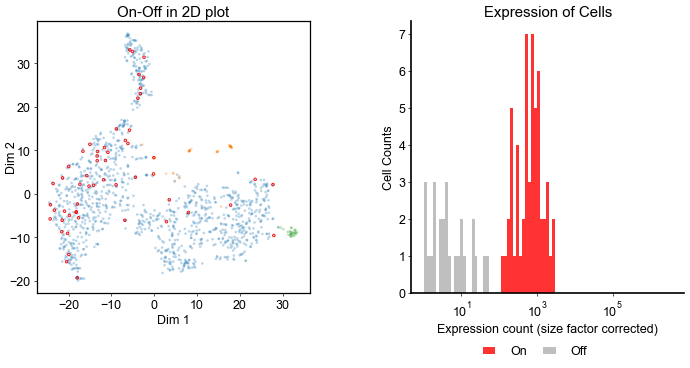 On-Off in 2D plot
Dim 2
40
30
20
10
0
−10
−20
−20 −10 0 10 20 30
Dim 1
Expression of Cells
Cell Counts
7
6
5
4
3
2
1
0
10^1 10^3 10^5
Expression count (size factor corrected)
On Off